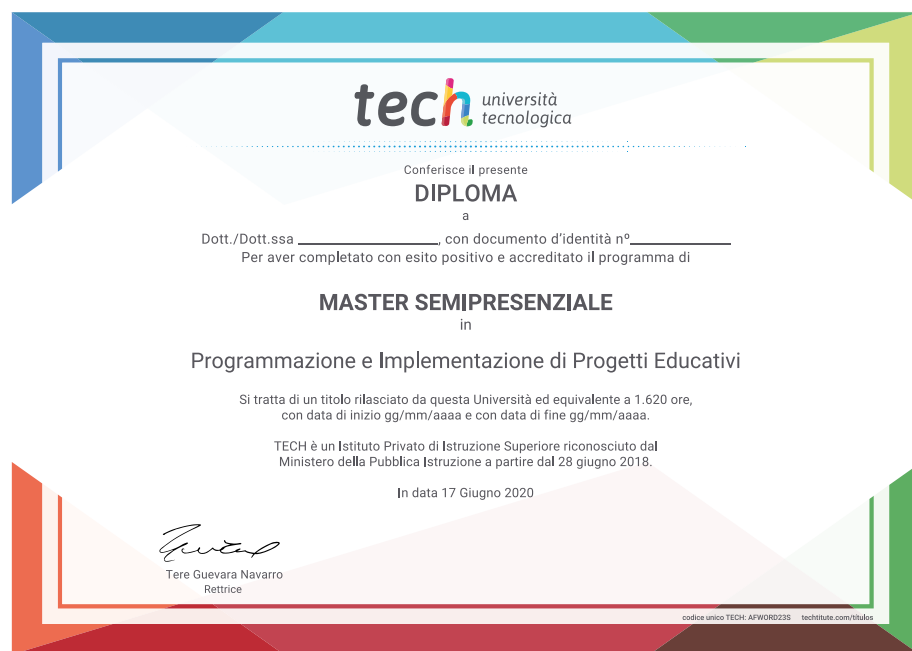 tech università
tecnologica
Conferisce il presente
DIPLOMA
a
Dott./Dott.ssa ____________________, con documento d'identità nº______________
Per aver completato con esito positivo e accreditato il programma di
MASTER SEMIPRESENZIALE
in
Programmazione e Implementazione di Progetti Educativi
Si tratta di un titolo rilasciato da questa Università ed equivalente a 1.620 ore,
con data di inizio gg/mm/aaaa e con data di fine gg/mm/aaaa.
TECH è un Istituto Privato di Istruzione Superiore riconosciuto dal
Ministero della Pubblica Istruzione a partire dal 28 giugno 2018.
In data 17 Giugno 2020
Tere Guevara Navarro
Rettrice
codice unico TECH: AFWORD23S techtitute.com/títulos